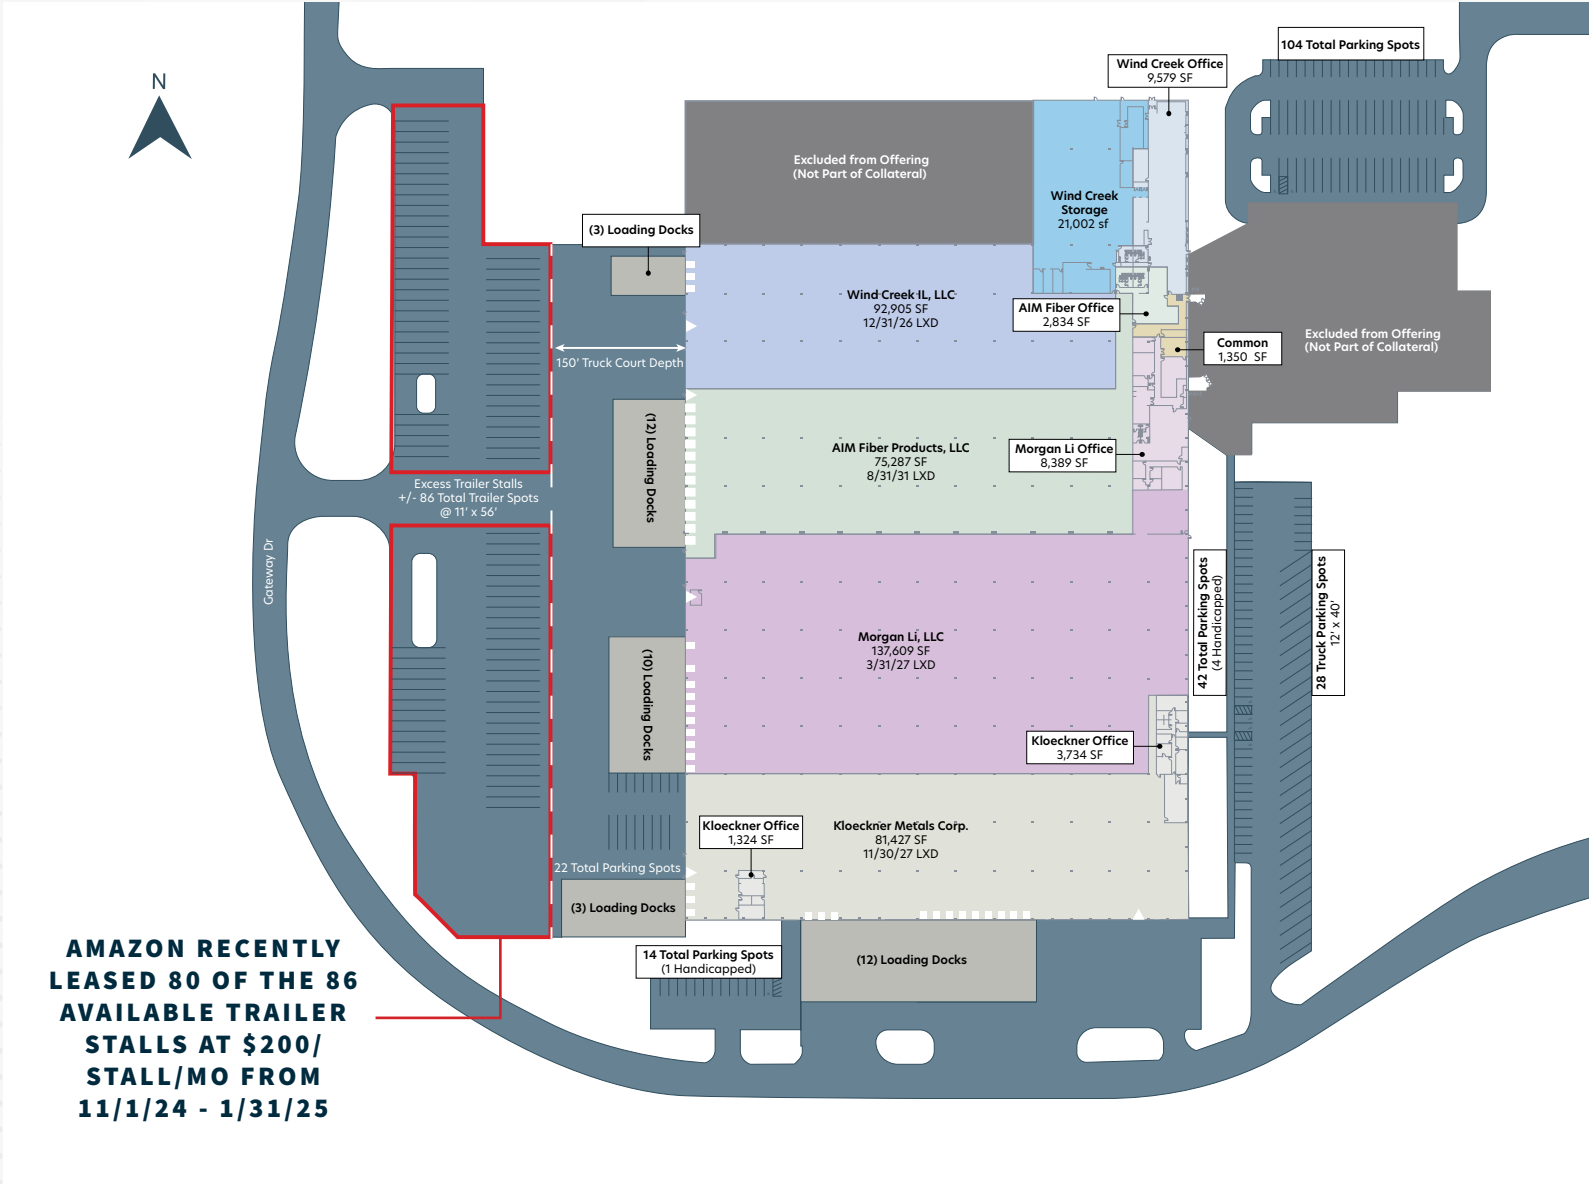 N
104 Total Parking Spots
Wind Creek Office
9,579 SF
Excluded from Offering
(Not Part of Collateral)
Wind Creek
Storage
21,002 sf
(3) Loading Docks
Wind Creek IL, LLC
92,905 SF
12/31/26 LXD
AIM Fiber Office
2,834 SF
Common
1,350 SF
Excluded from Offering
(Not Part of Collateral)
150' Truck Court Depth
(12) Loading Docks
AIM Fiber Products, LLC
75,287 SF
8/31/31 LXD
Morgan Li Office
8,389 SF
Excess Trailer Stalls
+/- 86 Total Trailer Spots
@ 11' x 56'
Gateway Dr
42 Total Parking Spots
(4 Handicapped)
28 Truck Parking Spots
12' x 40'
Morgan Li, LLC
137,609 SF
3/31/27 LXD
(10) Loading Docks
Kloeckner Office
3,734 SF
Kloeckner Office
1,324 SF
Kloeckner Metals Corp.
81,427 SF
11/30/27 LXD
22 Total Parking Spots
(3) Loading Docks
14 Total Parking Spots
(1 Handicapped)
(12) Loading Docks
AMAZON RECENTLY
LEASED 80 OF THE 86
AVAILABLE TRAILER
STALLS AT $200/
STALL/MO FROM
11/1/24 - 1/31/25